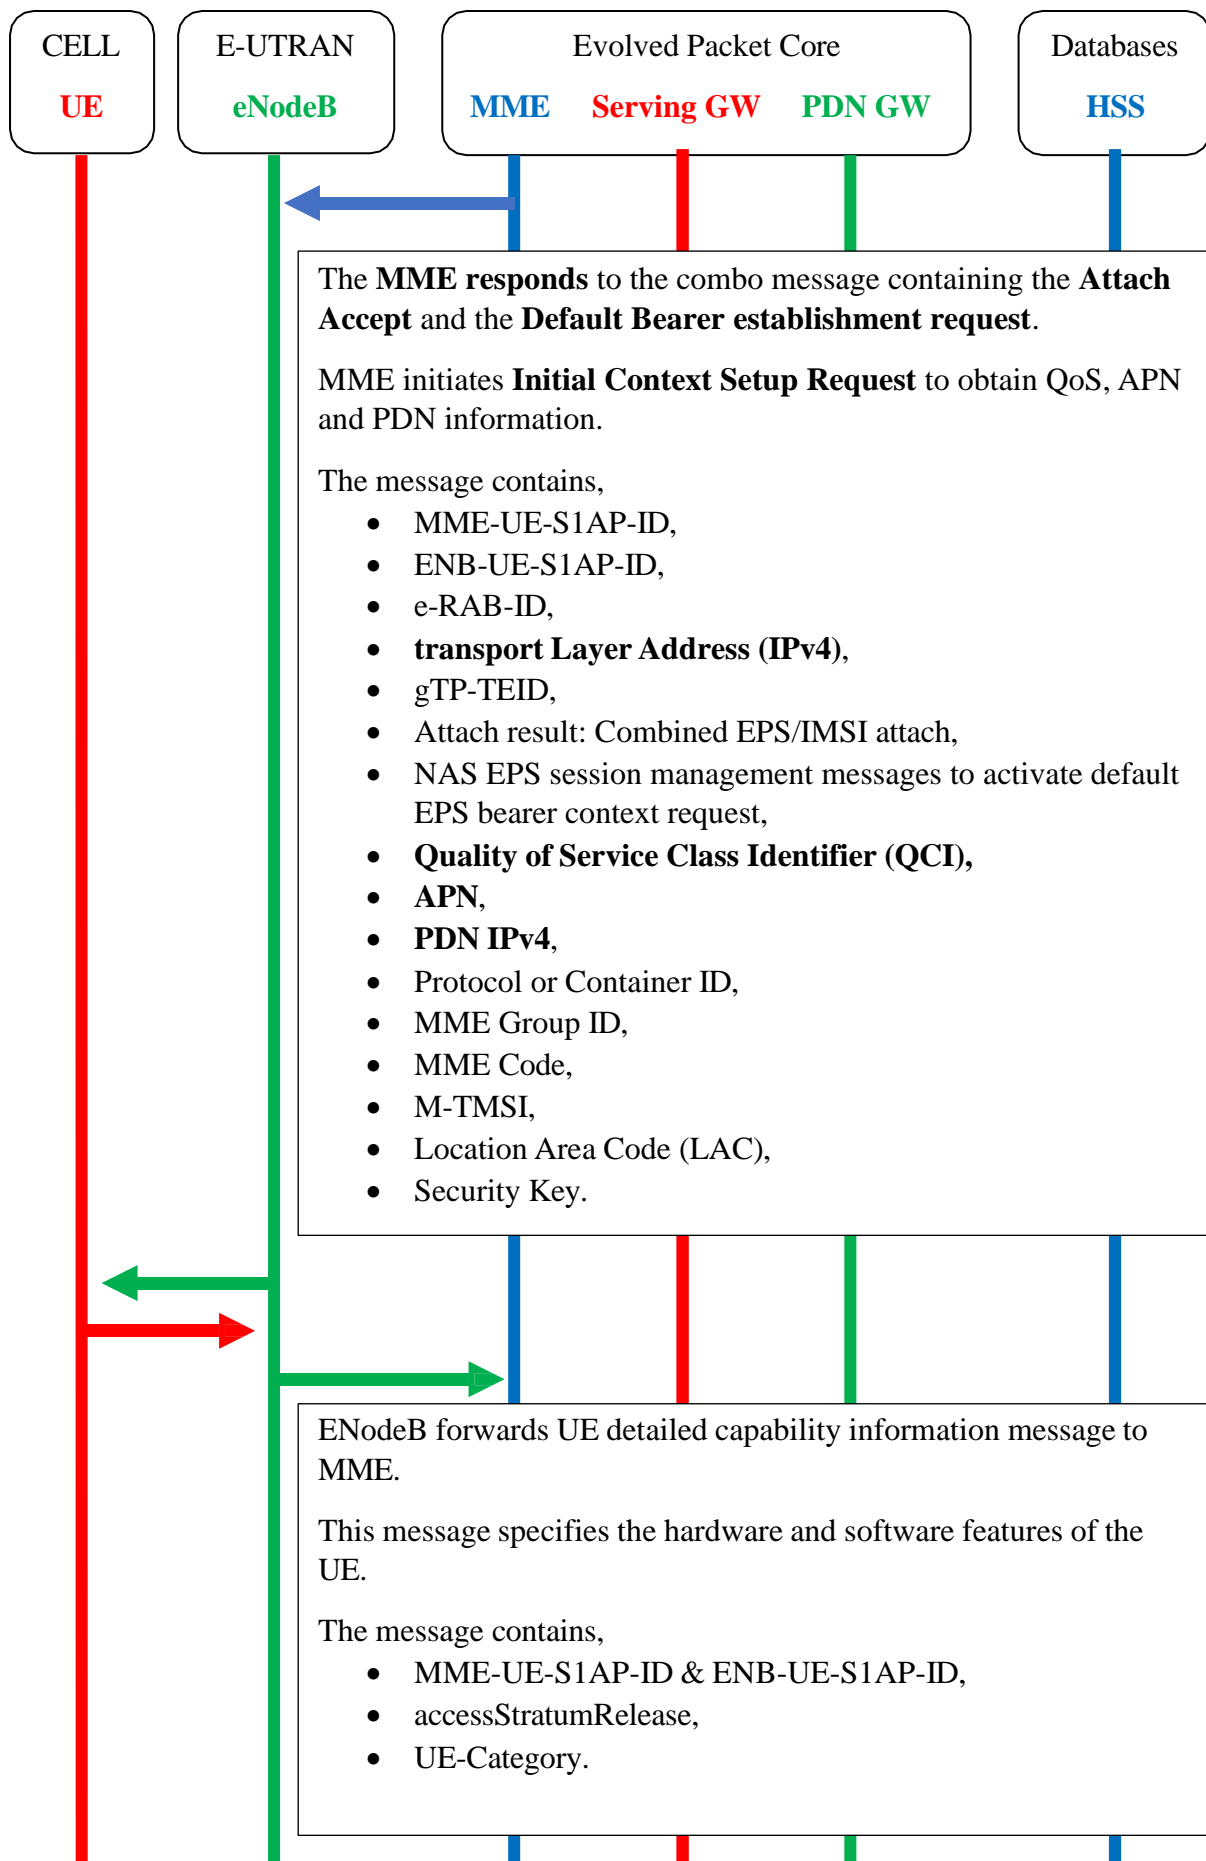 CELL
UE
E-UTRAN
eNodeB
Evolved Packet Core
MME Serving GW PDN GW
Databases
HSS
The MME responds to the combo message containing the Attach
Accept and the Default Bearer establishment request.
MME initiates Initial Context Setup Request to obtain QoS, APN
and PDN information.
The message contains,
• MME-UE-S1AP-ID,
• ENB-UE-S1AP-ID,
• e-RAB-ID,
• transport Layer Address (IPv4),
• gTP-TEID,
• Attach result: Combined EPS/IMSI attach,
• NAS EPS session management messages to activate default
EPS bearer context request,
• Quality of Service Class Identifier (QCI),
• APN,
• PDN IPv4,
• Protocol or Container ID,
• MME Group ID,
• MME Code,
• M-TMSI,
• Location Area Code (LAC),
• Security Key.
ENodeB forwards UE detailed capability information message to
MME.
This message specifies the hardware and software features of the
UE.
The message contains,
• MME-UE-S1AP-ID & ENB-UE-S1AP-ID,
• accessStratumRelease,
• UE-Category.